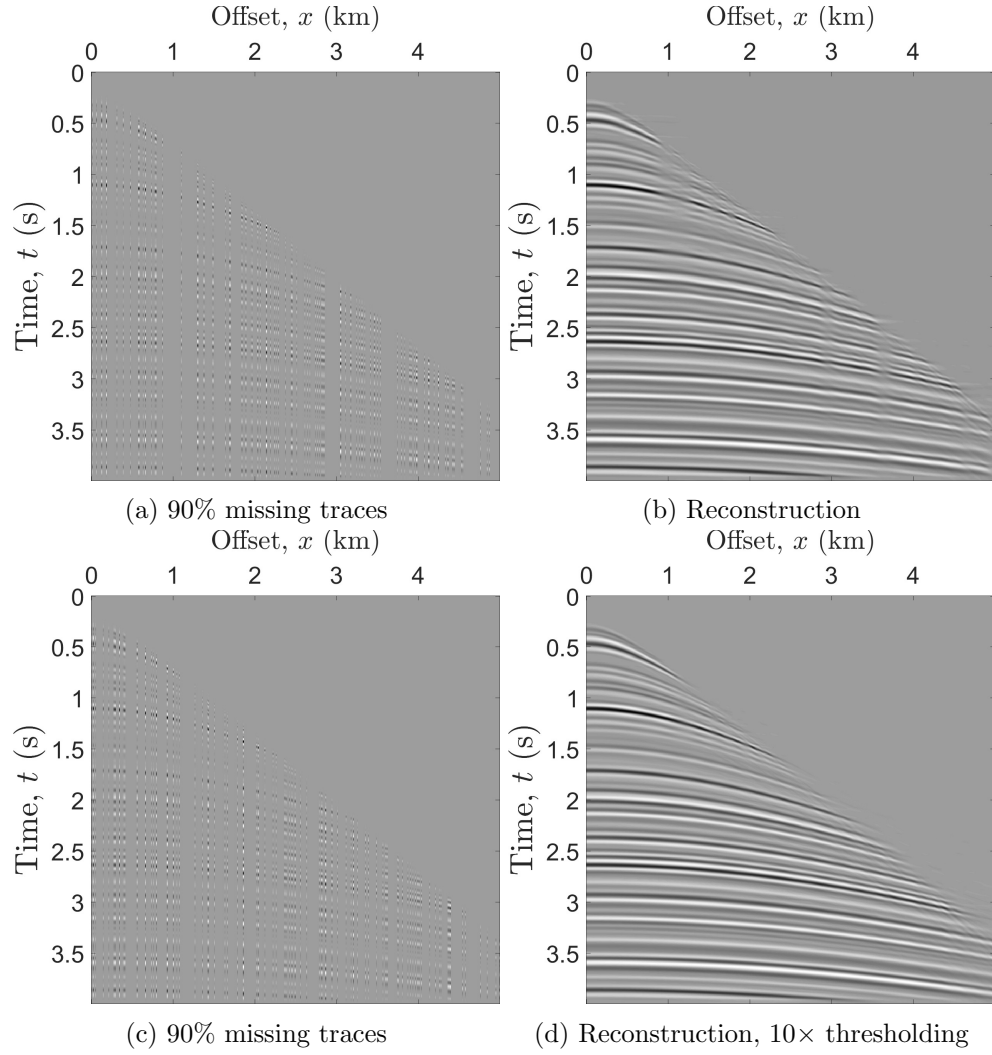 Offset, x (km)
0 1 2 3 4
0
0.5
1
1.5
2
2.5
3
3.5
Time, t (s)
(a) 90% missing traces
Offset, x (km)
0 1 2 3 4
0
0.5
1
1.5
2
2.5
3
3.5
Time, t (s)
(b) Reconstruction
Offset, x (km)
0 1 2 3 4
0
0.5
1
1.5
2
2.5
3
3.5
Time, t (s)
(c) 90% missing traces
Offset, x (km)
0 1 2 3 4
0
0.5
1
1.5
2
2.5
3
3.5
Time, t (s)
(d) Reconstruction, 10× thresholding